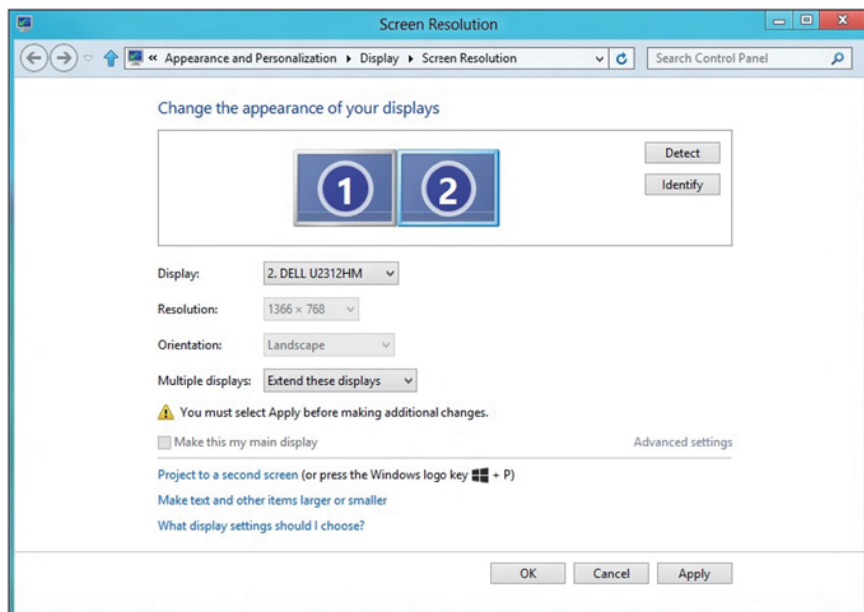 Screen Resolution
« Appearance and Personalization ▸ Display ▸ Screen Resolution Search Control Panel
Change the appearance of your displays
1 2
Detect
Identify
Display: 2. DELL U2312HM
Resolution: 1366 × 768
Orientation: Landscape
Multiple displays: Extend these displays
You must select Apply before making additional changes.
Make this my main display Advanced settings
Project to a second screen (or press the Windows logo key + P)
Make text and other items larger or smaller
What display settings should I choose?
OK Cancel Apply